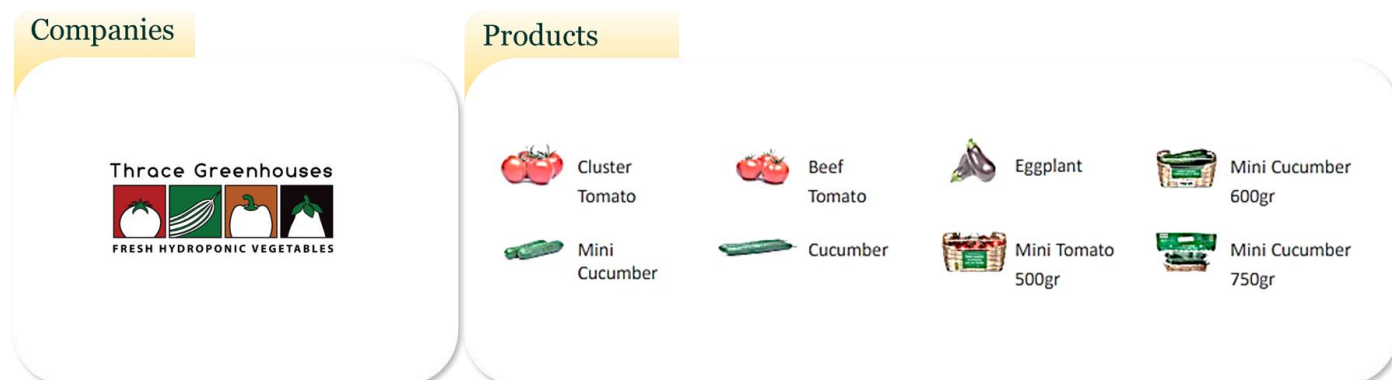 Companies
Products
Thrace Greenhouses
FRESH HYDROPONIC VEGETABLES
Cluster
Tomato
Beef
Tomato
Eggplant
Mini Cucumber
600gr
Mini
Cucumber
Cucumber
Mini Tomato
500gr
Mini Cucumber
750gr